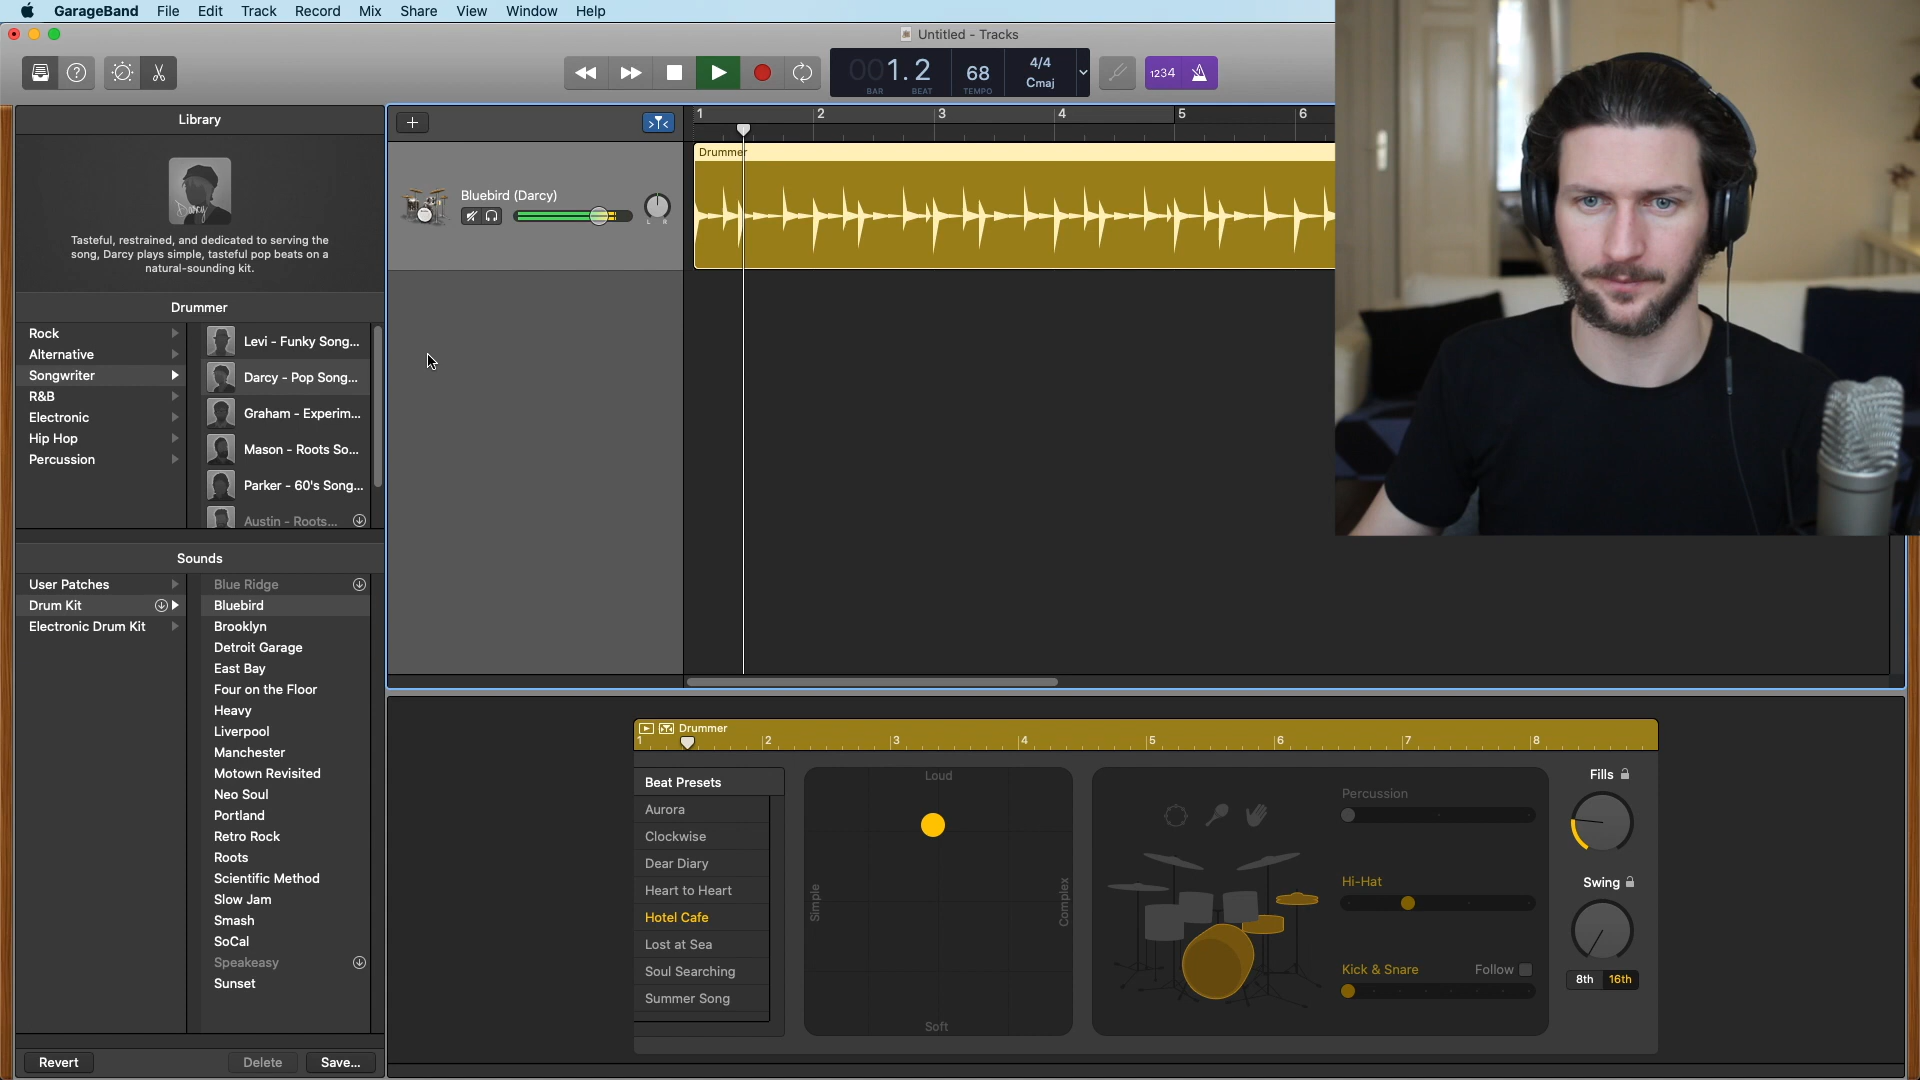 GarageBand File Edit Track Record Mix Share View Window Help
Untitled - Tracks
001.2
BAR BEAT
68
TEMPO
4/4
Cmaj
1234
Library
Darcy
Tasteful, restrained, and dedicated to serving the
song, Darcy plays simple, tasteful pop beats on a
natural-sounding kit.
Drummer
Rock
Alternative
Songwriter
R&B
Electronic
Hip Hop
Percussion
Levi - Funky Song...
Darcy - Pop Song...
Graham - Experim...
Mason - Roots So...
Parker - 60's Song...
Austin - Roots...
Sounds
User Patches
Drum Kit
Electronic Drum Kit
Blue Ridge
Bluebird
Brooklyn
Detroit Garage
East Bay
Four on the Floor
Heavy
Liverpool
Manchester
Motown Revisited
Neo Soul
Portland
Retro Rock
Roots
Scientific Method
Slow Jam
Smash
SoCal
Speakeasy
Sunset
Revert Delete Save...
1 2 3 4 5 6
Bluebird (Darcy)
L R
Drummer
Drummer
1 2 3 4 5 6 7 8
Beat Presets
Aurora
Clockwise
Dear Diary
Heart to Heart
Hotel Cafe
Lost at Sea
Soul Searching
Summer Song
Loud
Simple
Complex
Soft
Percussion
Hi-Hat
Kick & Snare Follow
Fills
Swing
8th 16th